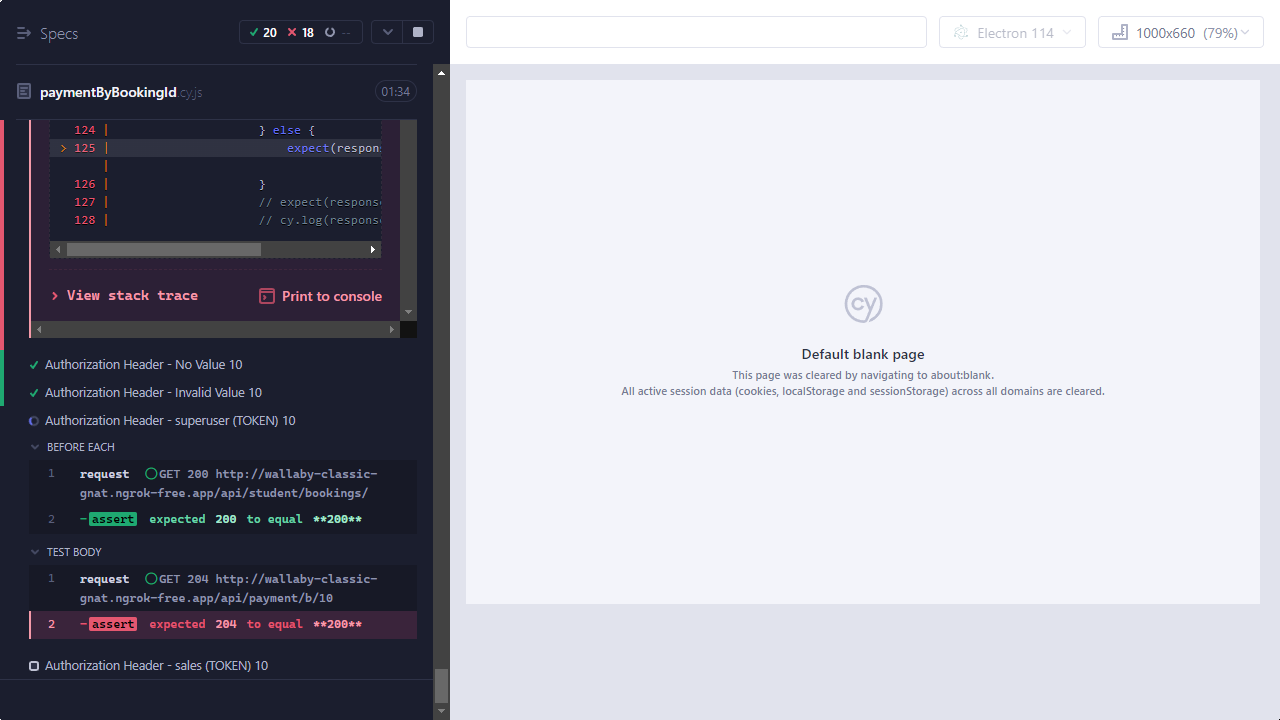 Specs
20 18 --
Electron 114
1000x660 (79%)
paymentByBookingId.cy.js
01:34
124 | } else {
> 125 | expect(respons
|
126 | }
127 | // expect(response
128 | // cy.log(response
> View stack trace
Print to console
Authorization Header - No Value 10
Authorization Header - Invalid Value 10
Authorization Header - superuser (TOKEN) 10
BEFORE EACH
1 request GET 200 http://wallaby-classic-
gnat.ngrok-free.app/api/student/bookings/
2 -assert expected 200 to equal **200**
TEST BODY
1 request GET 204 http://wallaby-classic-
gnat.ngrok-free.app/api/payment/b/10
2 -assert expected 204 to equal **200**
Authorization Header - sales (TOKEN) 10
cy
Default blank page
This page was cleared by navigating to about:blank.
All active session data (cookies, localStorage and sessionStorage) across all domains are cleared.